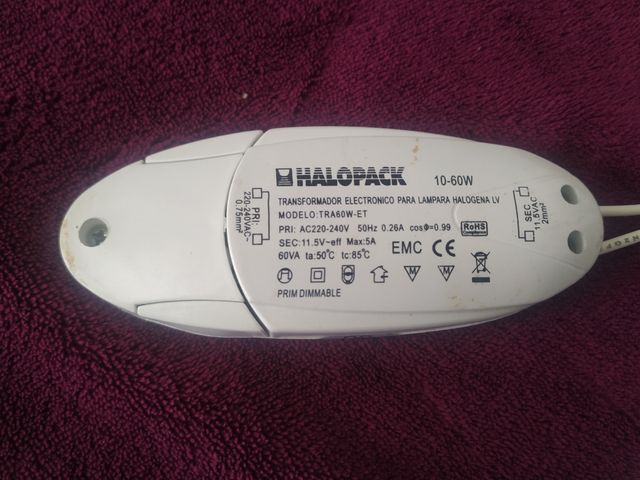 HALOPACK
10-60W
TRANSFORMADOR ELECTRONICO PARA LAMPARA HALOGENA LV
MODELO:TRA60W-ET
PRI: AC220-240V 50Hz 0.26A cosΦ=0.99 RoHS
SEC:11.5V~eff Max:5A
60VA ta:50°C tc:85°C
EMC CE
F M M
PRIM DIMMABLE
PRI:
220-240VAC~
0.75mm²
SEC
11.5VAC
2mm²